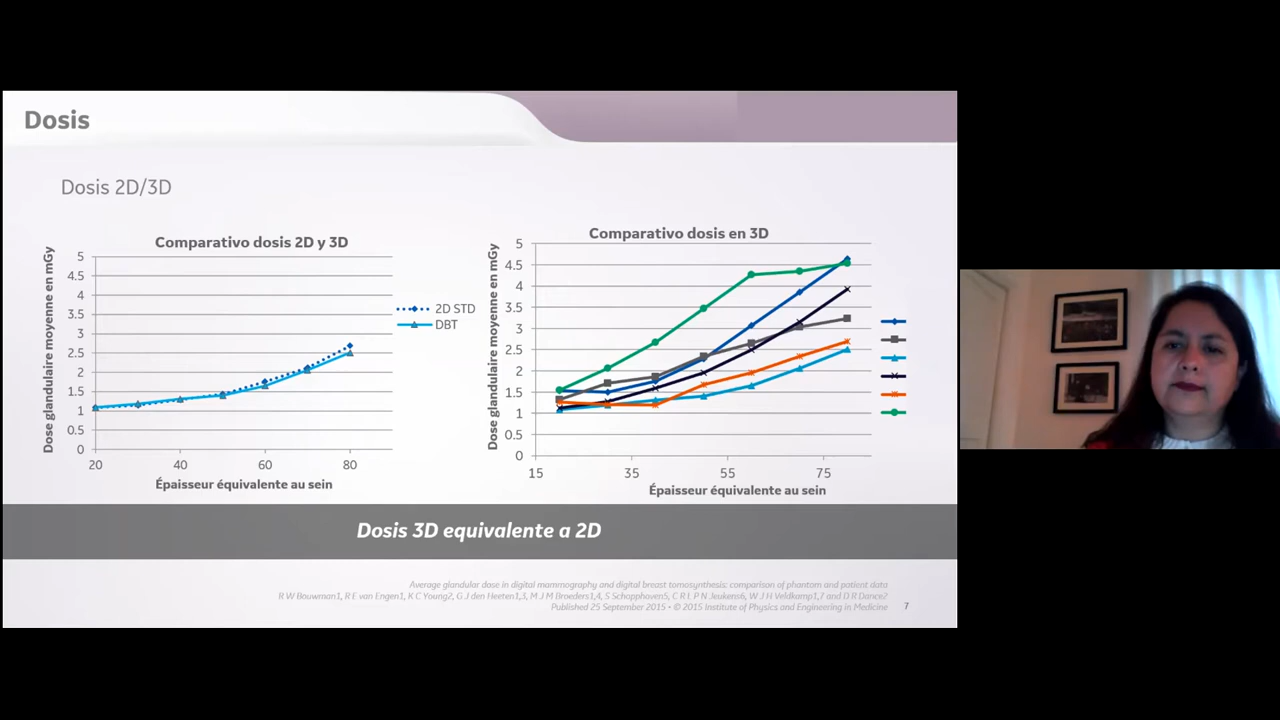 Dosis
Dosis 2D/3D
Comparativo dosis 2D y 3D
Dose glandulaire moyenne en mGy
5
4.5
4
3.5
3
2.5
2
1.5
1
0.5
0
20 40 60 80
Épaisseur équivalente au sein
2D STD
DBT
Comparativo dosis en 3D
Dose glandulaire moyenne en mGy
5
4.5
4
3.5
3
2.5
2
1.5
1
0.5
0
15 35 55 75
Épaisseur équivalente au sein
Dosis 3D equivalente a 2D
Average glandular dose in digital mammography and digital breast tomosynthesis: comparison of phantom and patient data
R W Bouwman1, R E van Engen1, K C Young2, G J den Heeten1,3, M J M Broeders1,4, S Schopphoven5, C R L P N Jeukens6, W J H Veldkamp1,7 and D R Dance2
Published 25 September 2015 • © 2015 Institute of Physics and Engineering in Medicine
7